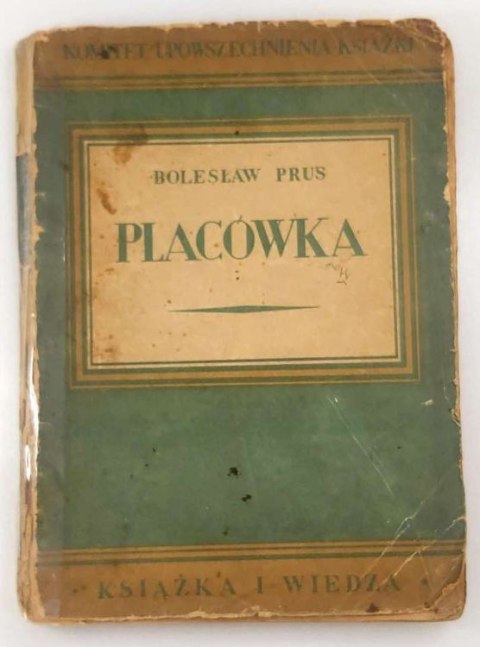 KOMITET UPOWSZECHNIENIA KSIĄŻKI
BOLESŁAW PRUS
PLACÓWKA
KSIĄŻKA I WIEDZA